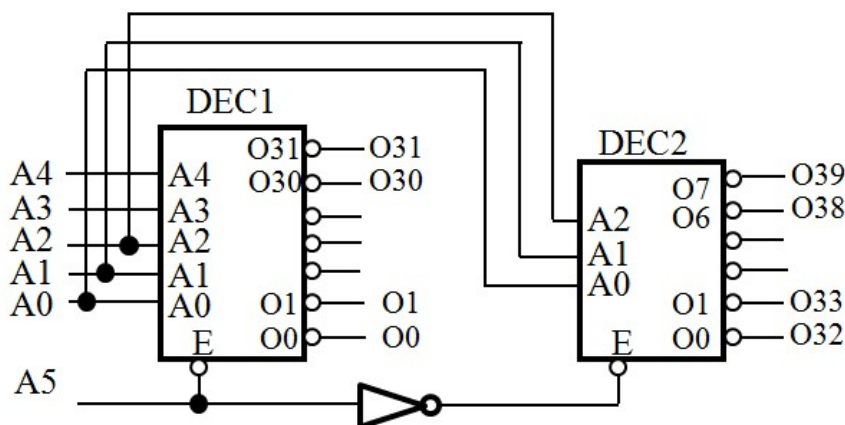 DEC1
DEC2
A4 A4 O31 O31
A3 A3 O30 O30
A2 A2
A1 A1
A0 A0 O1 O1
E O0 O0
A5
O7 O39
A2 O6 O38
A1
A0 O1 O33
E O0 O32